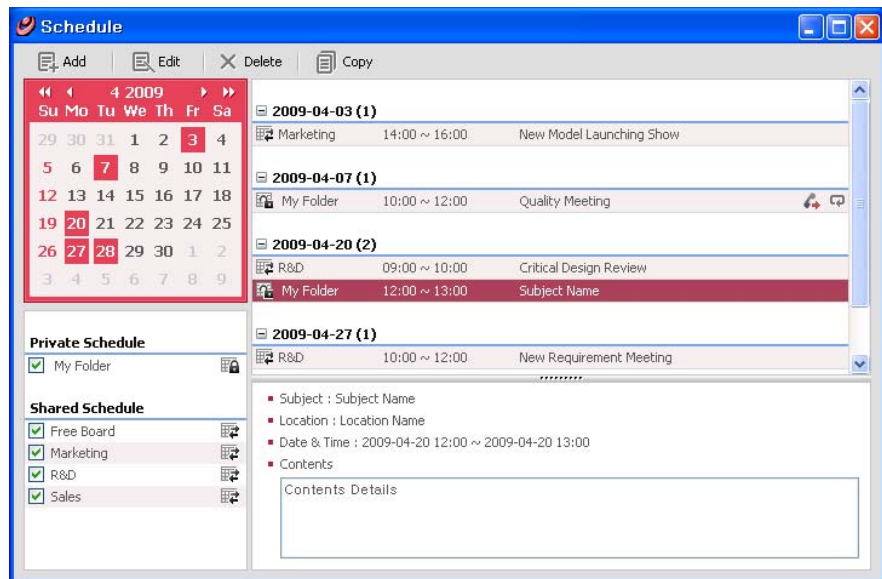 Schedule
Add Edit Delete Copy
4 2009
Su Mo Tu We Th Fr Sa
29 30 31 1 2 3 4
5 6 7 8 9 10 11
12 13 14 15 16 17 18
19 20 21 22 23 24 25
26 27 28 29 30 1 2
3 4 5 6 7 8 9
Private Schedule
My Folder
Shared Schedule
Free Board
Marketing
R&D
Sales
2009-04-03 (1)
Marketing 14:00 ~ 16:00 New Model Launching Show
2009-04-07 (1)
My Folder 10:00 ~ 12:00 Quality Meeting
2009-04-20 (2)
R&D 09:00 ~ 10:00 Critical Design Review
My Folder 12:00 ~ 13:00 Subject Name
2009-04-27 (1)
R&D 10:00 ~ 12:00 New Requirement Meeting
Subject : Subject Name
Location : Location Name
Date & Time : 2009-04-20 12:00 ~ 2009-04-20 13:00
Contents
Contents Details